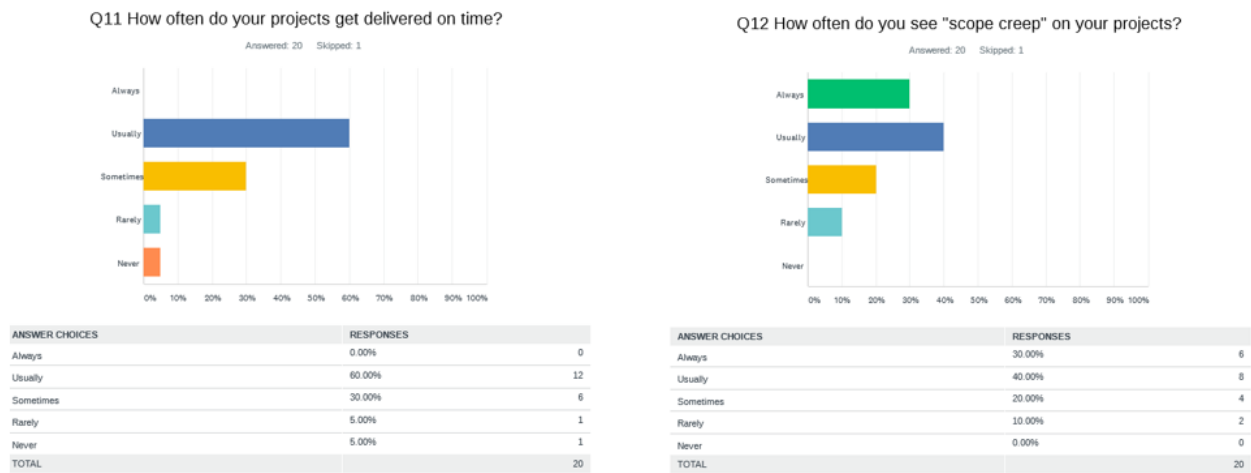 Q11 How often do your projects get delivered on time?
Answered: 20 Skipped: 1
Always
Usually
Sometimes
Rarely
Never
0% 10% 20% 30% 40% 50% 60% 70% 80% 90% 100%
ANSWER CHOICES RESPONSES
Always 0.00% 0
Usually 60.00% 12
Sometimes 30.00% 6
Rarely 5.00% 1
Never 5.00% 1
TOTAL 20
Q12 How often do you see "scope creep" on your projects?
Answered: 20 Skipped: 1
Always
Usually
Sometimes
Rarely
Never
0% 10% 20% 30% 40% 50% 60% 70% 80% 90% 100%
ANSWER CHOICES RESPONSES
Always 30.00% 6
Usually 40.00% 8
Sometimes 20.00% 4
Rarely 10.00% 2
Never 0.00% 0
TOTAL 20